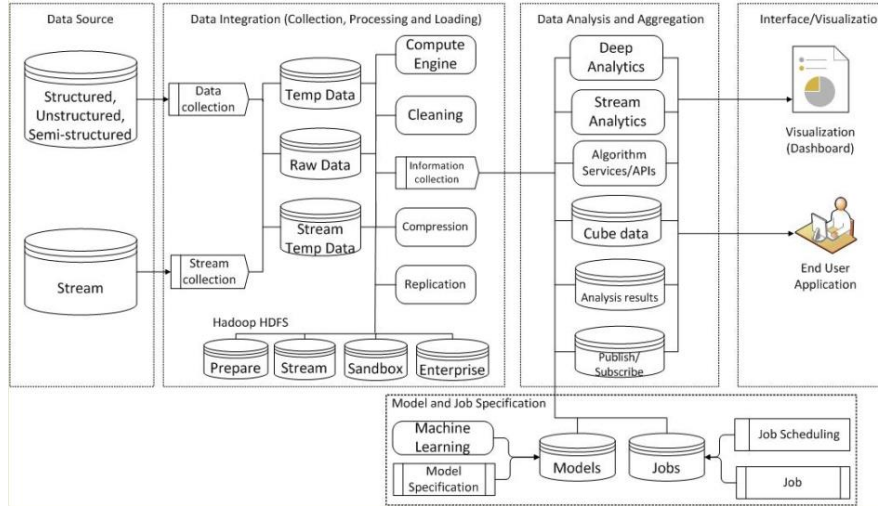 Data Source
Data Integration (Collection, Processing and Loading)
Data Analysis and Aggregation
Interface/Visualization
Structured,
Unstructured,
Semi-structured
Stream
Data
collection
Stream
collection
Temp Data
Raw Data
Stream
Temp Data
Compute
Engine
Cleaning
Information
collection
Compression
Replication
Hadoop HDFS
Prepare
Stream
Sandbox
Enterprise
Deep
Analytics
Stream
Analytics
Algorithm
Services/APIs
Cube data
Analysis results
Publish/
Subscribe
Visualization
(Dashboard)
End User
Application
Model and Job Specification
Machine
Learning
Model
Specification
Models
Jobs
Job Scheduling
Job